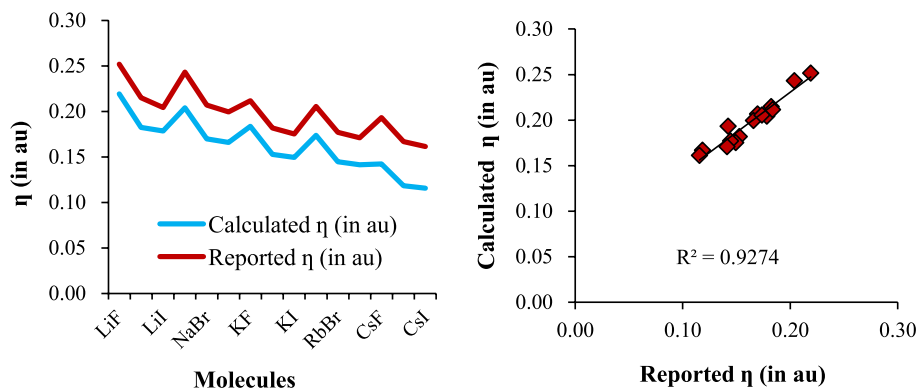 0.30
0.25
0.20
0.15
0.10
0.05
0.00
η (in au)
Calculated η (in au)
Reported η (in au)
LiF
LiI
NaBr
KF
KI
RbBr
CsF
CsI
Molecules
0.30
0.25
0.20
0.15
0.10
0.05
0.00
Calculated η (in au)
R² = 0.9274
0.00
0.10
0.20
0.30
Reported η (in au)